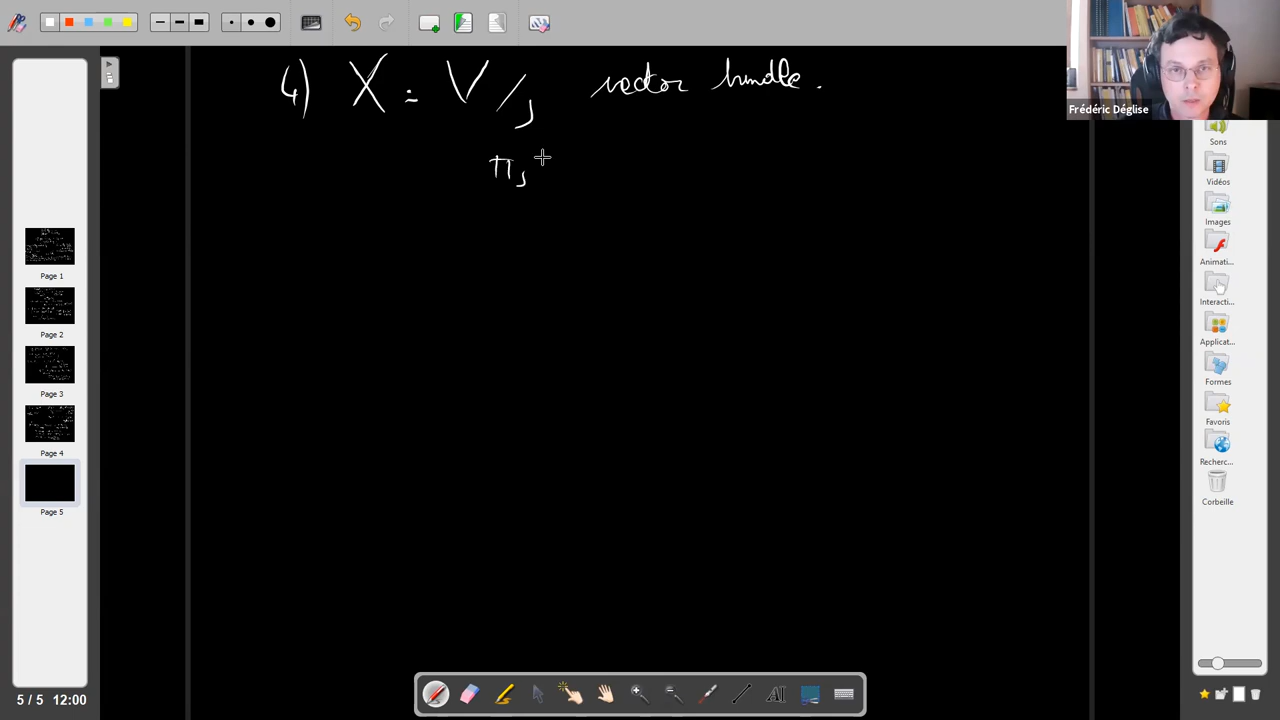 Frédéric Déglise
4) X = V/S vector bundle.
Sons
Vidéos
Images
Animati...
Interacti...
Applicat...
Formes
Favoris
Recherc...
Corbeille
Page 1
Page 2
Page 3
Page 4
Page 5
5 / 5 12:00
AI